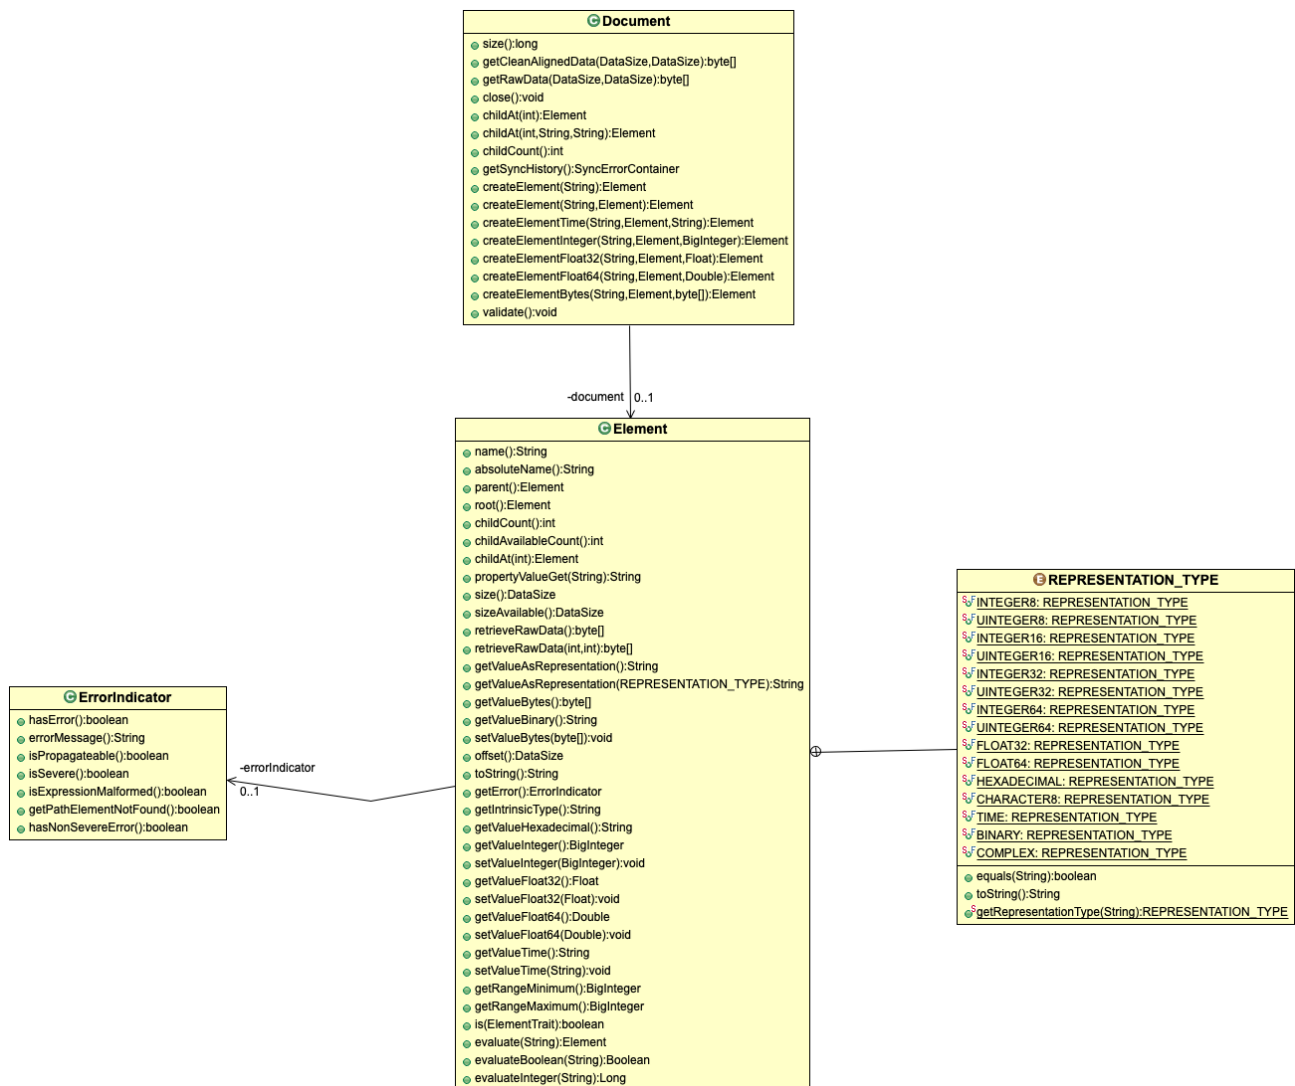 Document
size():long
getCleanAlignedData(DataSize,DataSize):byte[]
getRawData(DataSize,DataSize):byte[]
close():void
childAt(int):Element
childAt(int,String,String):Element
childCount():int
getSyncHistory():SyncErrorContainer
createElement(String):Element
createElement(String,Element):Element
createElementTime(String,Element,String):Element
createElementInteger(String,Element,BigInteger):Element
createElementFloat32(String,Element,Float):Element
createElementFloat64(String,Element,Double):Element
createElementBytes(String,Element,byte[]):Element
validate():void
-document 0..1
Element
name():String
absoluteName():String
parent():Element
root():Element
childCount():int
childAvailableCount():int
childAt(int):Element
propertyValueGet(String):String
size():DataSize
sizeAvailable():DataSize
retrieveRawData():byte[]
retrieveRawData(int,int):byte[]
getValueAsRepresentation():String
getValueAsRepresentation(REPRESENTATION_TYPE):String
getValueBytes():byte[]
getValueBinary():String
setValueBytes(byte[]):void
offset():DataSize
toString():String
getError():ErrorIndicator
getIntrinsicType():String
getValueHexadecimal():String
getValueInteger():BigInteger
setValueInteger(BigInteger):void
getValueFloat32():Float
setValueFloat32(Float):void
getValueFloat64():Double
setValueFloat64(Double):void
getValueTime():String
setValueTime(String):void
getRangeMinimum():BigInteger
getRangeMaximum():BigInteger
is(ElementTrait):boolean
evaluate(String):Element
evaluateBoolean(String):Boolean
evaluateInteger(String):Long
ErrorIndicator
hasError():boolean
errorMessage():String
isPropagateable():boolean
isSevere():boolean
isExpressionMalformed():boolean
getPathElementNotFound():boolean
hasNonSevereError():boolean
-errorIndicator
0..1
REPRESENTATION_TYPE
INTEGER8: REPRESENTATION_TYPE
UINTEGER8: REPRESENTATION_TYPE
INTEGER16: REPRESENTATION_TYPE
UINTEGER16: REPRESENTATION_TYPE
INTEGER32: REPRESENTATION_TYPE
UINTEGER32: REPRESENTATION_TYPE
INTEGER64: REPRESENTATION_TYPE
UINTEGER64: REPRESENTATION_TYPE
FLOAT32: REPRESENTATION_TYPE
FLOAT64: REPRESENTATION_TYPE
HEXADECIMAL: REPRESENTATION_TYPE
CHARACTER8: REPRESENTATION_TYPE
TIME: REPRESENTATION_TYPE
BINARY: REPRESENTATION_TYPE
COMPLEX: REPRESENTATION_TYPE
equals(String):boolean
toString():String
getRepresentationType(String):REPRESENTATION_TYPE